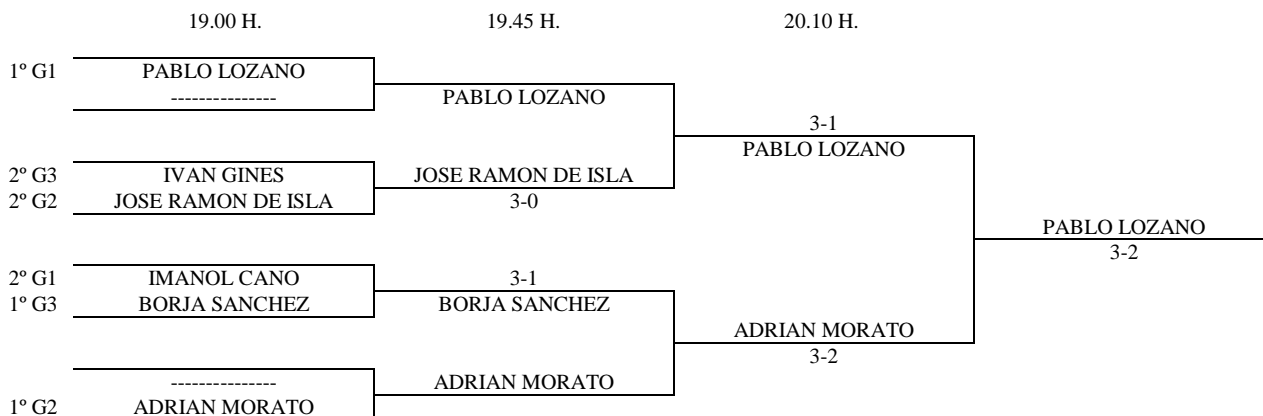 19.00 H. 19.45 H. 20.10 H.
1º G1 PABLO LOZANO
--------------- PABLO LOZANO
3-1
PABLO LOZANO
2º G3 IVAN GINES JOSE RAMON DE ISLA
2º G2 JOSE RAMON DE ISLA 3-0
PABLO LOZANO
3-2
2º G1 IMANOL CANO 3-1
1º G3 BORJA SANCHEZ BORJA SANCHEZ
ADRIAN MORATO
3-2
--------------- ADRIAN MORATO
1º G2 ADRIAN MORATO